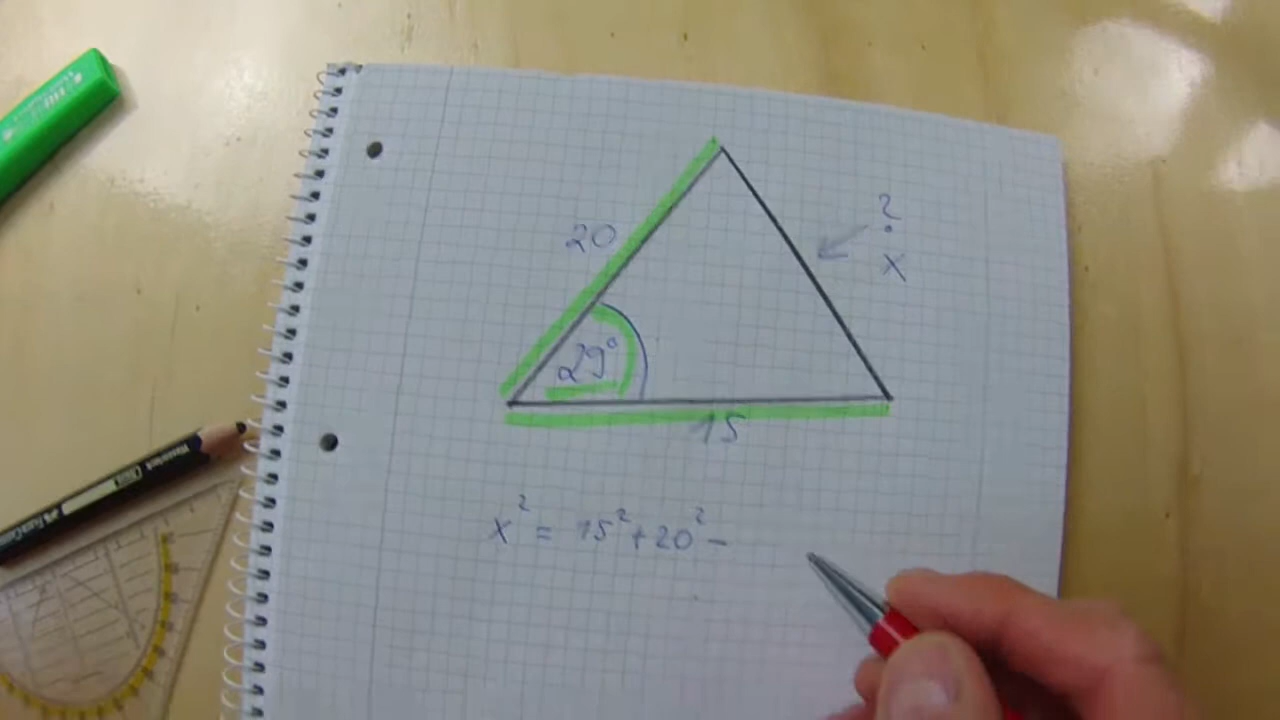 20
?
x
29°
15
x² = 15² + 20² −